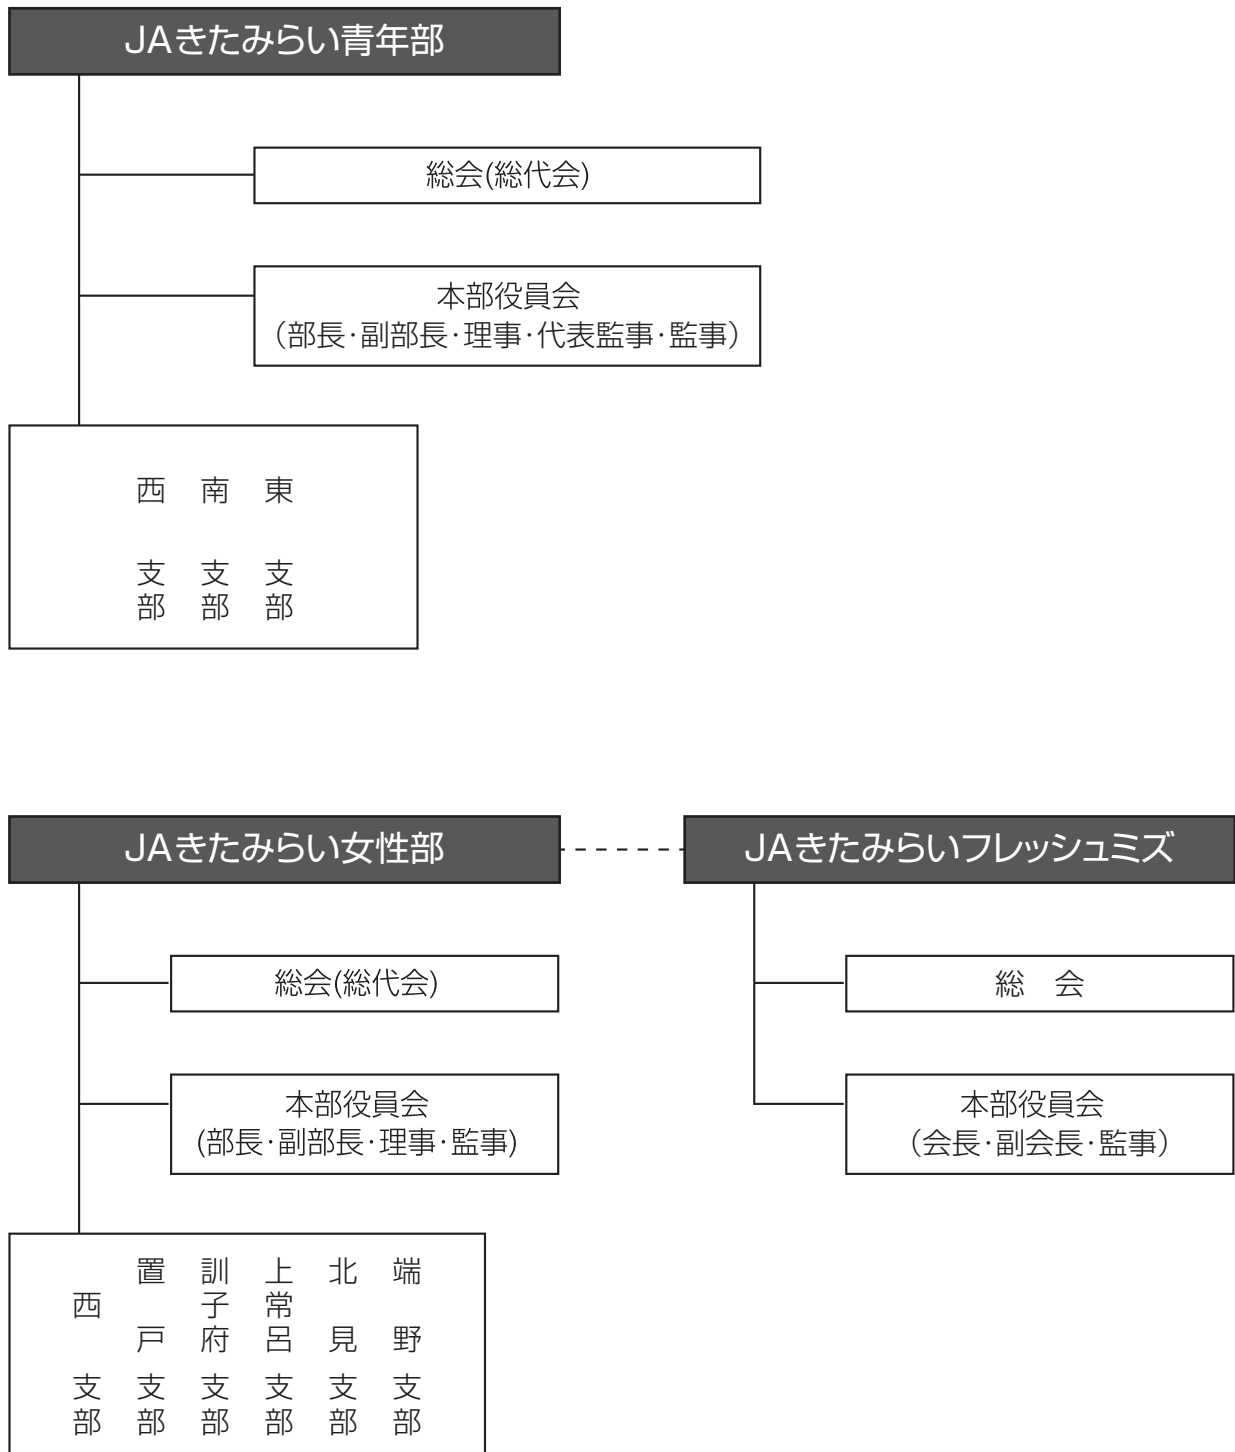 JAきたみらい青年部
総会(総代会)
本部役員会
（部長･副部長･理事･代表監事･監事）
東支部
南支部
西支部
JAきたみらい女性部
総会(総代会)
本部役員会
(部長･副部長･理事･監事)
端野支部
北見支部
上常呂支部
訓子府支部
置戸支部
西支部
JAきたみらいフレッシュミズ
総　会
本部役員会
（会長･副会長･監事）